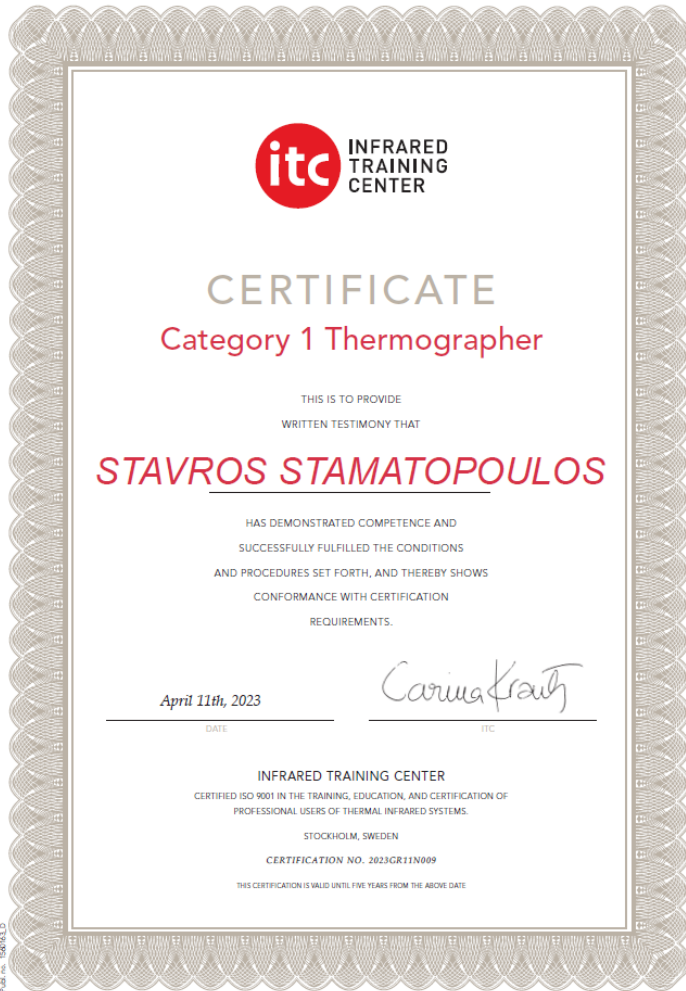 itc INFRARED
TRAINING
CENTER
CERTIFICATE
Category 1 Thermographer
THIS IS TO PROVIDE
WRITTEN TESTIMONY THAT
STAVROS STAMATOPOULOS
HAS DEMONSTRATED COMPETENCE AND
SUCCESSFULLY FULFILLED THE CONDITIONS
AND PROCEDURES SET FORTH, AND THEREBY SHOWS
CONFORMANCE WITH CERTIFICATION
REQUIREMENTS.
April 11th, 2023
Carina Krantz
DATE
ITC
INFRARED TRAINING CENTER
CERTIFIED ISO 9001 IN THE TRAINING, EDUCATION, AND CERTIFICATION OF
PROFESSIONAL USERS OF THERMAL INFRARED SYSTEMS.
STOCKHOLM, SWEDEN
CERTIFICATION NO. 2023GR11N009
THIS CERTIFICATION IS VALID UNTIL FIVE YEARS FROM THE ABOVE DATE
Publ. no.